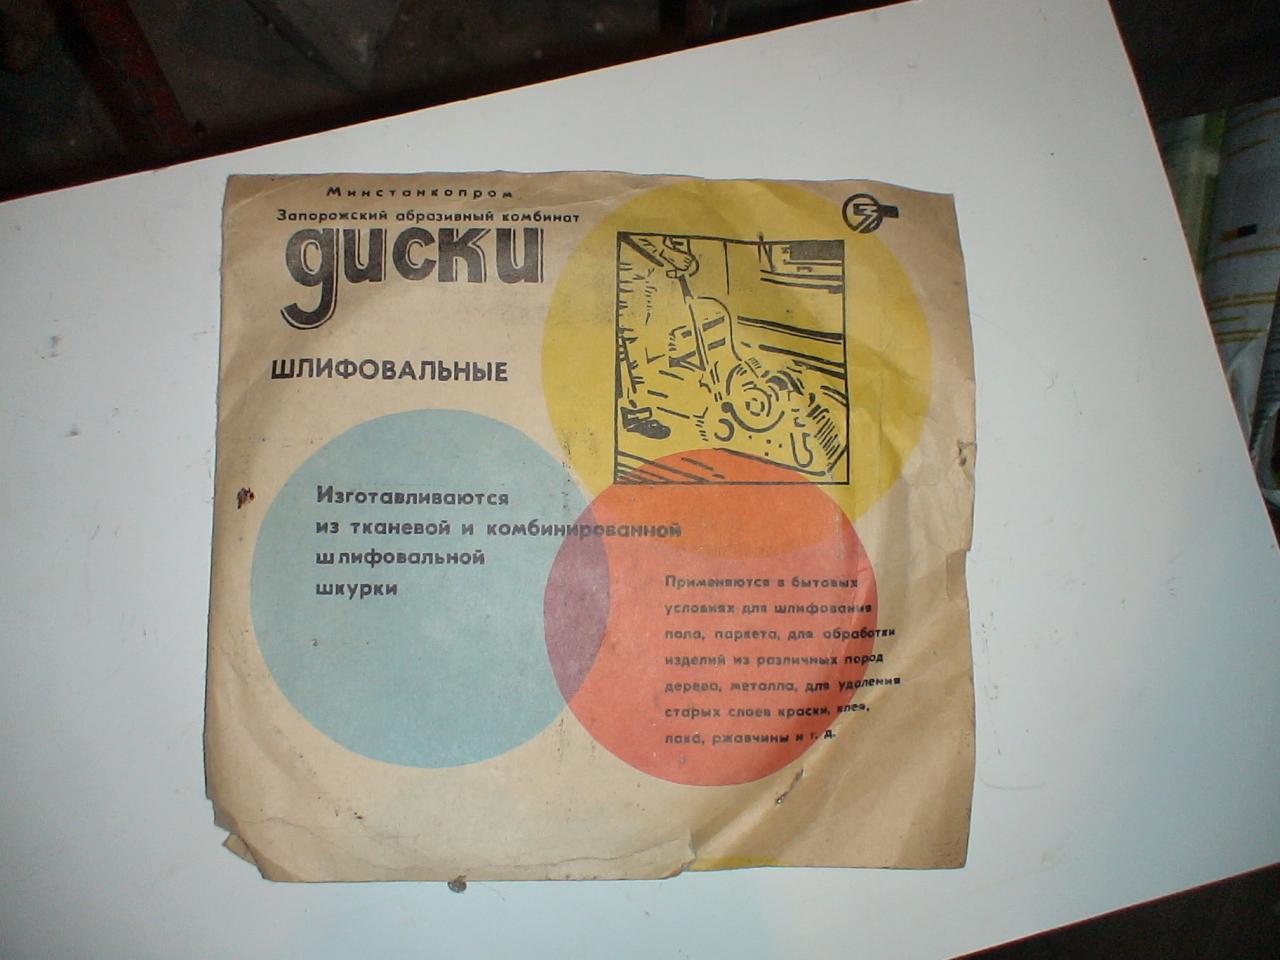 Минстанкопром
Запорожский абразивный комбинат
диски
ШЛИФОВАЛЬНЫЕ
Изготавливаются
из тканевой и комбинированной
шлифовальной
шкурки
Применяются в бытовых
условиях для шлифования
пола, паркета, для обработки
изделий из различных пород
дерева, металла, для удаления
старых слоев краски, клея,
лака, ржавчины и т. д.